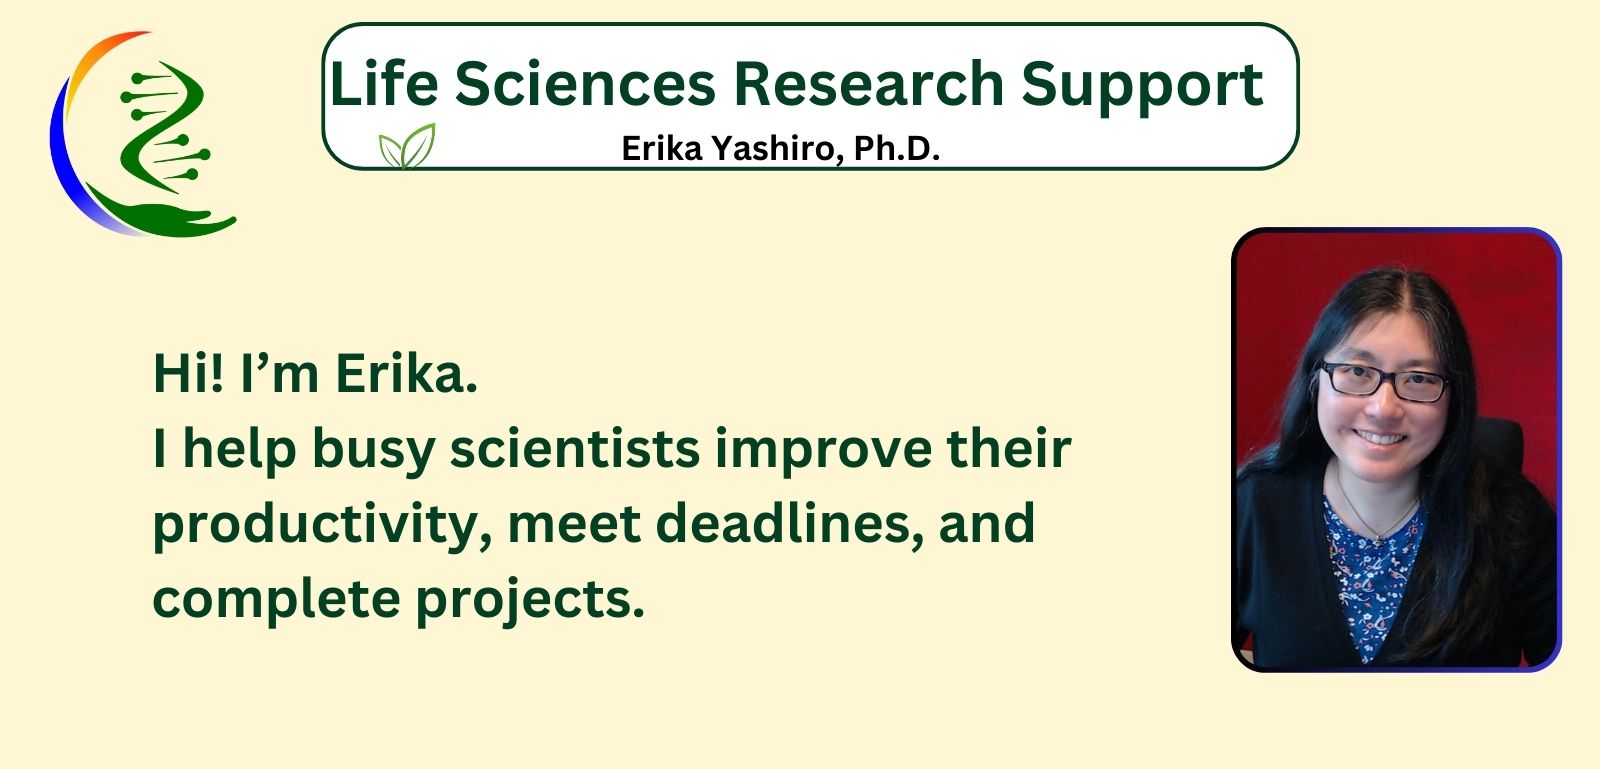 Life Sciences Research Support
Erika Yashiro, Ph.D.
Hi! I’m Erika.
I help busy scientists improve their
productivity, meet deadlines, and
complete projects.